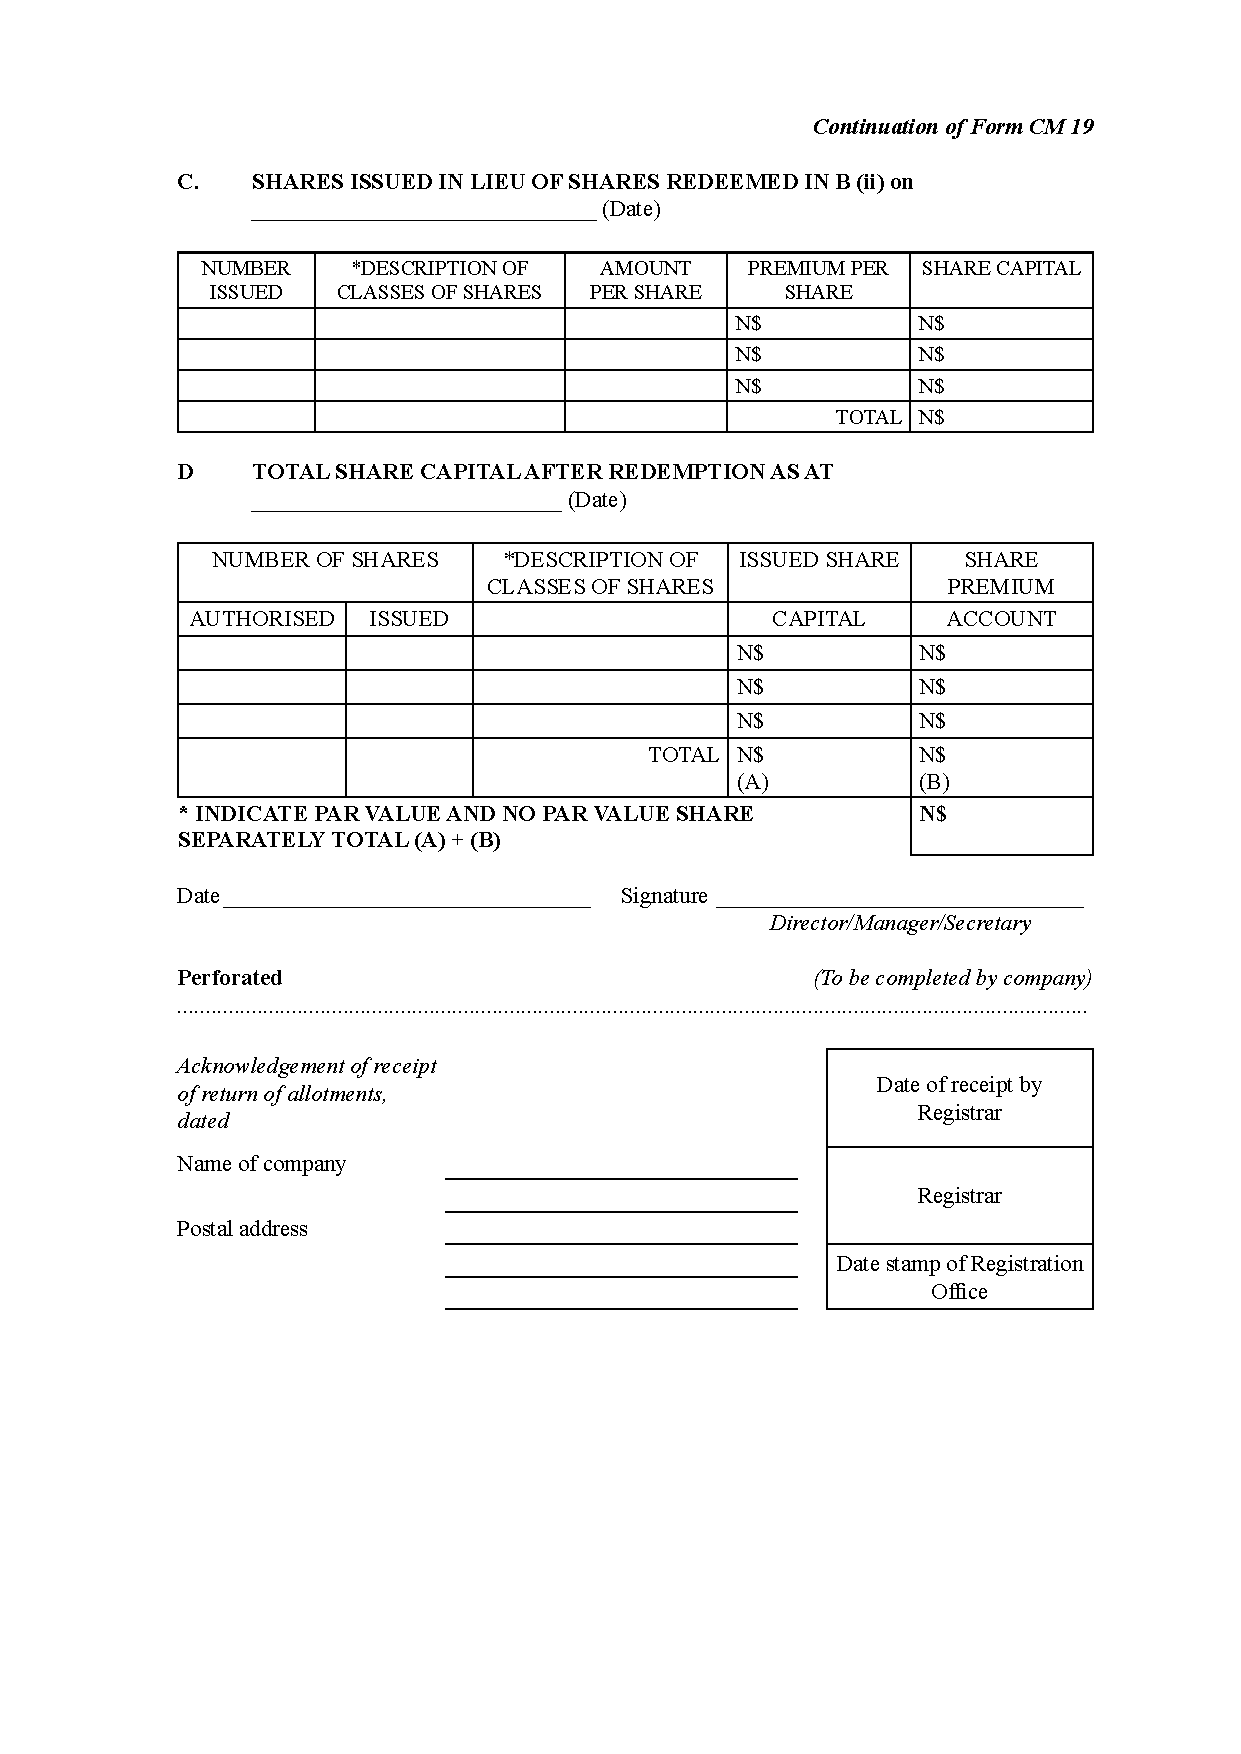 Continuation of Form CM 19
C. SHARES ISSUED IN LIEU OF SHARES REDEEMED IN B (ii) on
______________________________ (Date)
NUMBER ISSUED *DESCRIPTION OF CLASSES OF SHARES AMOUNT PER SHARE PREMIUM PER SHARE SHARE CAPITAL
N$ N$
N$ N$
N$ N$
TOTAL N$
D TOTAL SHARE CAPITAL AFTER REDEMPTION AS AT
___________________________ (Date)
NUMBER OF SHARES *DESCRIPTION OF CLASSES OF SHARES ISSUED SHARE SHARE PREMIUM
AUTHORISED ISSUED CAPITAL ACCOUNT
N$ N$
N$ N$
N$ N$
TOTAL N$ N$
(A) (B)
* INDICATE PAR VALUE AND NO PAR VALUE SHARE N$
SEPARATELY TOTAL (A) + (B)
Date ________________________________ Signature ________________________________
Director/Manager/Secretary
Perforated (To be completed by company)
................................................................................
Acknowledgement of receipt
of return of allotments,
dated
Date of receipt by
Registrar
Name of company
Registrar
Postal address
Date stamp of Registration
Office